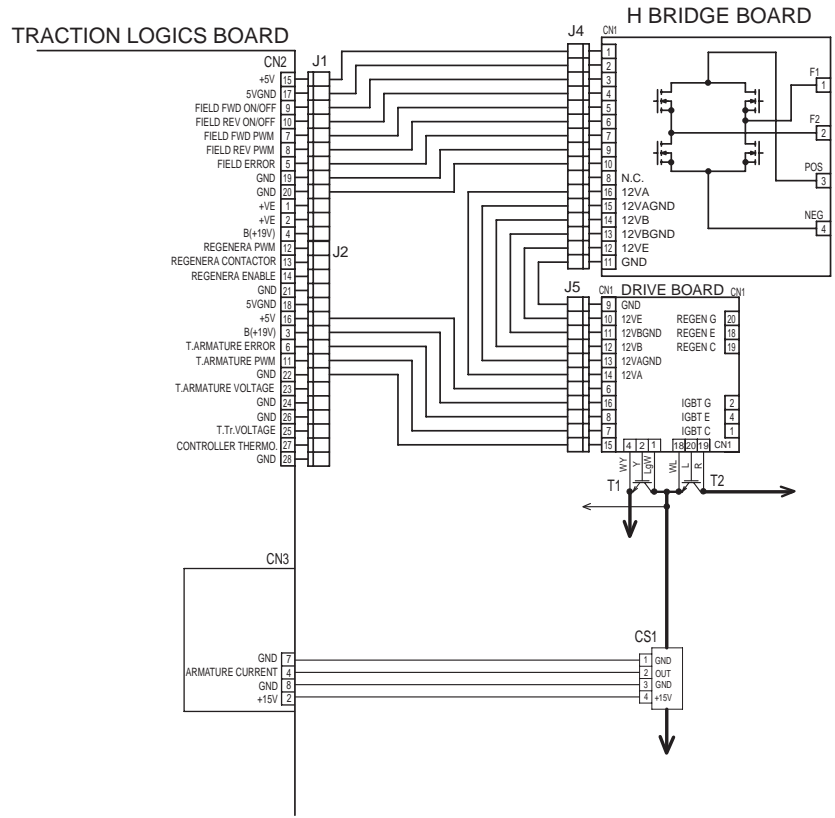 H BRIDGE BOARD
TRACTION LOGICS BOARD
CN2
J1
+5V 15
5VGND 17
FIELD FWD ON/OFF 9
FIELD REV ON/OFF 10
FIELD FWD PWM 7
FIELD REV PWM 8
FIELD ERROR 5
GND 19
GND 20
+VE 1
+VE 2
B(+19V) 4
REGENERA PWM 12
J2
REGENERA CONTACTOR 13
REGENERA ENABLE 14
GND 21
5VGND 18
+5V 16
B(+19V) 3
T.ARMATURE ERROR 6
T.ARMATURE PWM 11
GND 22
T.ARMATURE VOLTAGE 23
GND 24
GND 26
T.Tr.VOLTAGE 25
CONTROLLER THERMO. 27
GND 28
J4
CN1
1
2
3
4
5
6
7
9
10
8 N.C.
16 12VA
15 12VAGND
14 12VB
13 12VBGND
12 12VE
11 GND
F1
1
F2
2
POS
3
NEG
4
J5
CN1 DRIVE BOARD CN1
9 GND
10 12VE
11 12VBGND
12 12VB
13 12VAGND
14 12VA
6
16
8
7
15
REGEN G 20
REGEN E 18
REGEN C 19
IGBT G 2
IGBT E 4
IGBT C 1
4 2 1 18 20 19 CN1
WY Y LgW WL L R
T1 T2
CN3
GND 7
ARMATURE CURRENT 4
GND 8
+15V 2
CS1
1 GND
2 OUT
3 GND
4 +15V